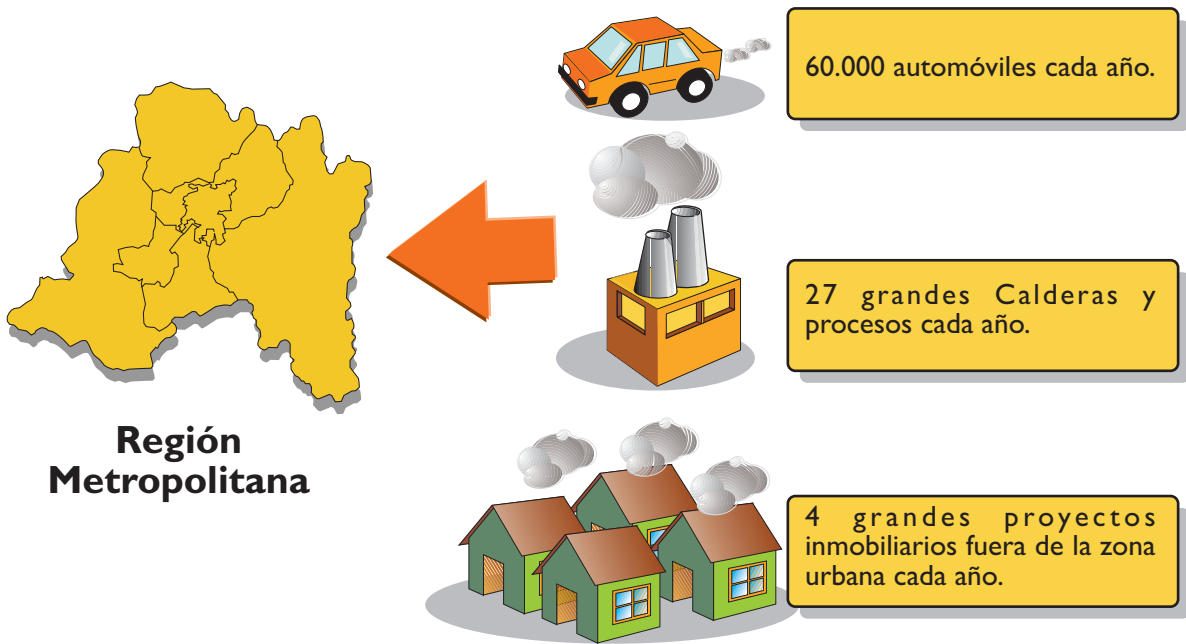 60.000 automóviles cada año.
27 grandes Calderas y
procesos cada año.
Región
Metropolitana
4 grandes proyectos
inmobiliarios fuera de la zona
urbana cada año.